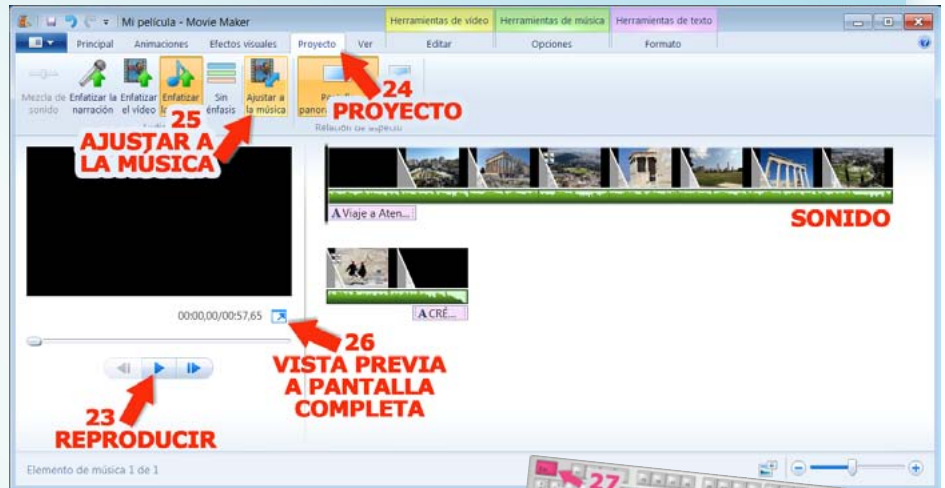 Mi película - Movie Maker
Herramientas de vídeo Herramientas de música Herramientas de texto
Principal Animaciones Efectos visuales Proyecto Ver Editar Opciones Formato
Mezcla de Enfatizar la Enfatizar Enfatizar Sin Ajustar a
sonido narración el vídeo énfasis la música
Relación de aspecto
24
PROYECTO
25
AJUSTAR A
LA MÚSICA
A Viaje a Aten...
SONIDO
00:00,00/00:57,65
A CRÉ...
26
VISTA PREVIA
A PANTALLA
COMPLETA
23
REPRODUCIR
Elemento de música 1 de 1
27